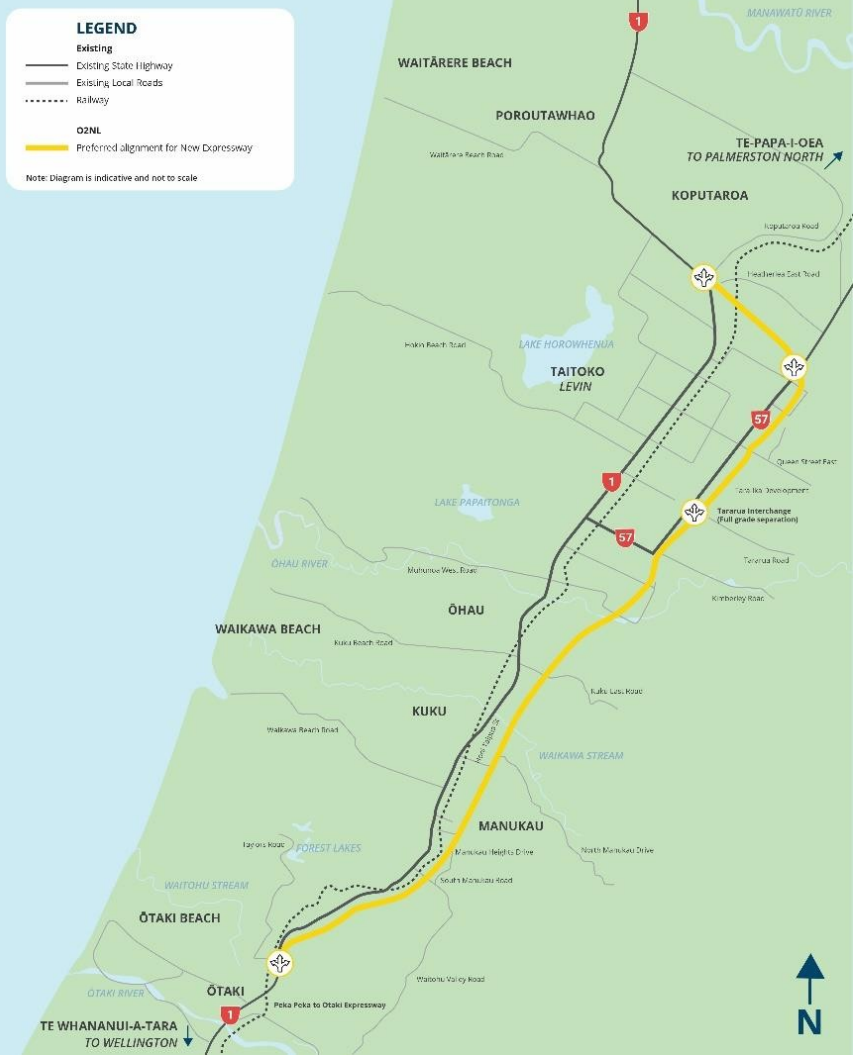 LEGEND
Existing
Existing State Highway
Existing Local Roads
Railway
O2NL
Preferred alignment for New Expressway
Note: Diagram is indicative and not to scale
MANAWATŪ RIVER
1
WAITĀRERE BEACH
POROUTAWHAO
Waitārere Beach Road
TE-PAPA-I-OEA
TO PALMERSTON NORTH
KOPUTAROA
Koputaroa Road
Heatherlea East Road
LAKE HOROWHENUA
Hokio Beach Road
TAITOKO
LEVIN
57
Queen Street East
Tara-Ika Development
1
LAKE PAPAITONGA
Tararua Interchange
(Full grade separation)
57
ŌHAU RIVER
Muhunoa West Road
Tararua Road
Kimberley Road
ŌHAU
WAIKAWA BEACH
Kuku Beach Road
Kuku East Road
KUKU
Waikawa Beach Road
Honi Taipua St
WAIKAWA STREAM
MANUKAU
Taylors Road
FOREST LAKES
Manukau Heights Drive
North Manukau Drive
South Manukau Road
WAITOHU STREAM
ŌTAKI BEACH
Waitohu Valley Road
ŌTAKI RIVER
ŌTAKI
Peka Peka to Otaki Expressway
1
TE WHANANUI-A-TARA
TO WELLINGTON
N